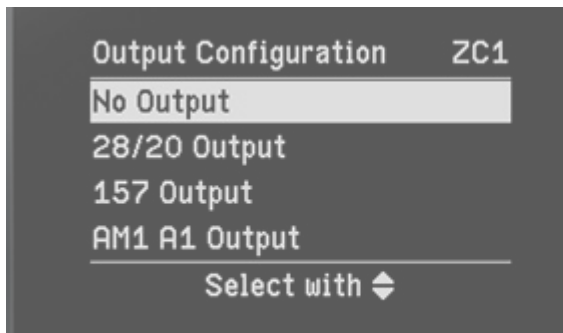 Output Configuration ZC1
No Output
28/20 Output
157 Output
AM1 A1 Output
Select with